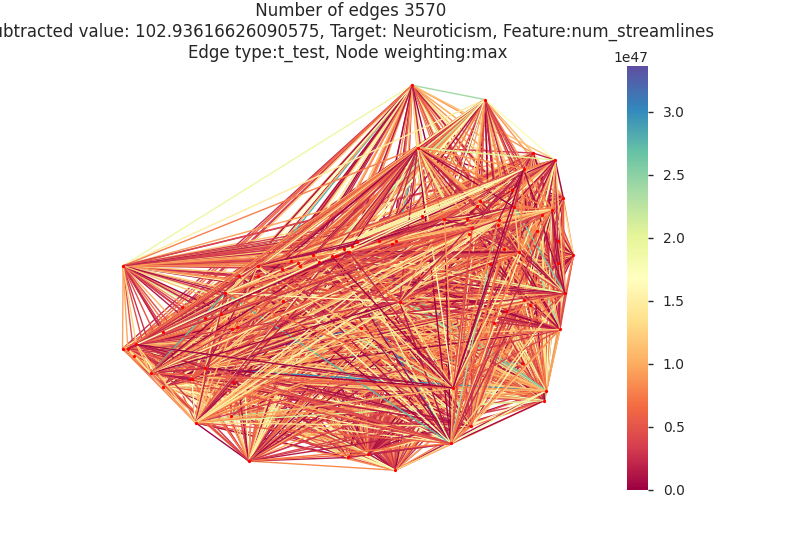 Number of edges 3570
ubtracted value: 102.93616626090575, Target: Neuroticism, Feature:num_streamlines
Edge type:t_test, Node weighting:max
1e47
3.0
2.5
2.0
1.5
1.0
0.5
0.0